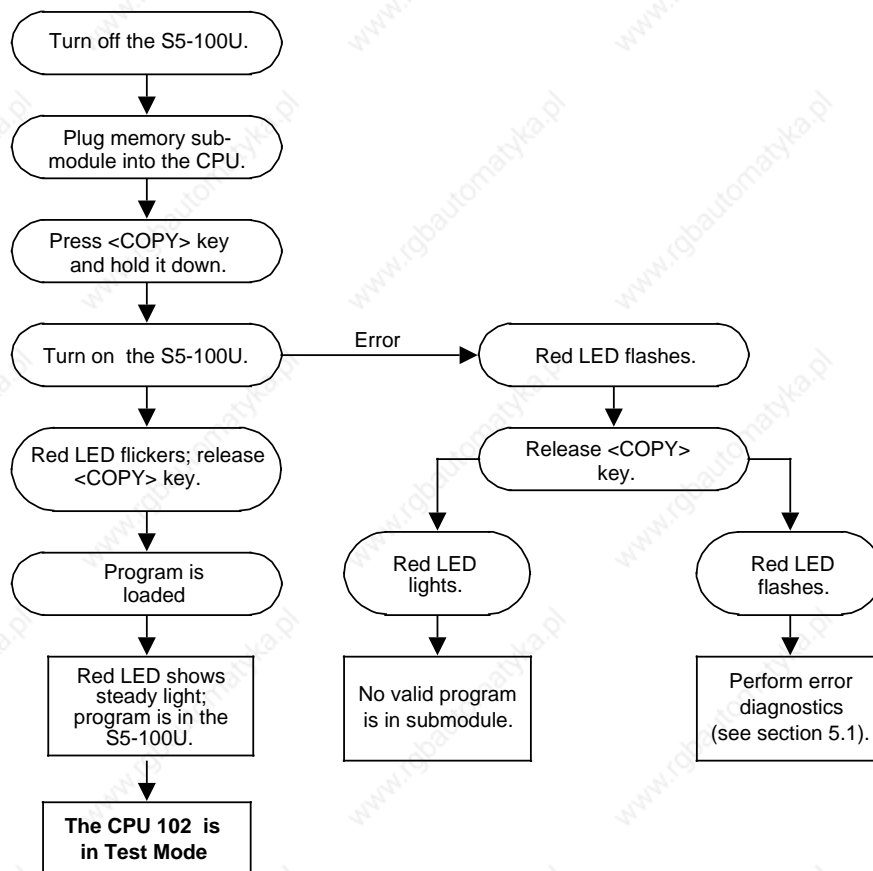 Turn off the S5-100U.
Plug memory sub-
module into the CPU.
Press <COPY> key
and hold it down.
Turn on the S5-100U.
Error
Red LED flashes.
Red LED flickers; release
<COPY> key.
Release <COPY>
key.
Program is
loaded
Red LED
lights.
Red LED
flashes.
Red LED shows
steady light;
program is in the
S5-100U.
No valid program
is in submodule.
Perform error
diagnostics
(see section 5.1).
The CPU 102 is
in Test Mode
www.rgbautomatyka.pl